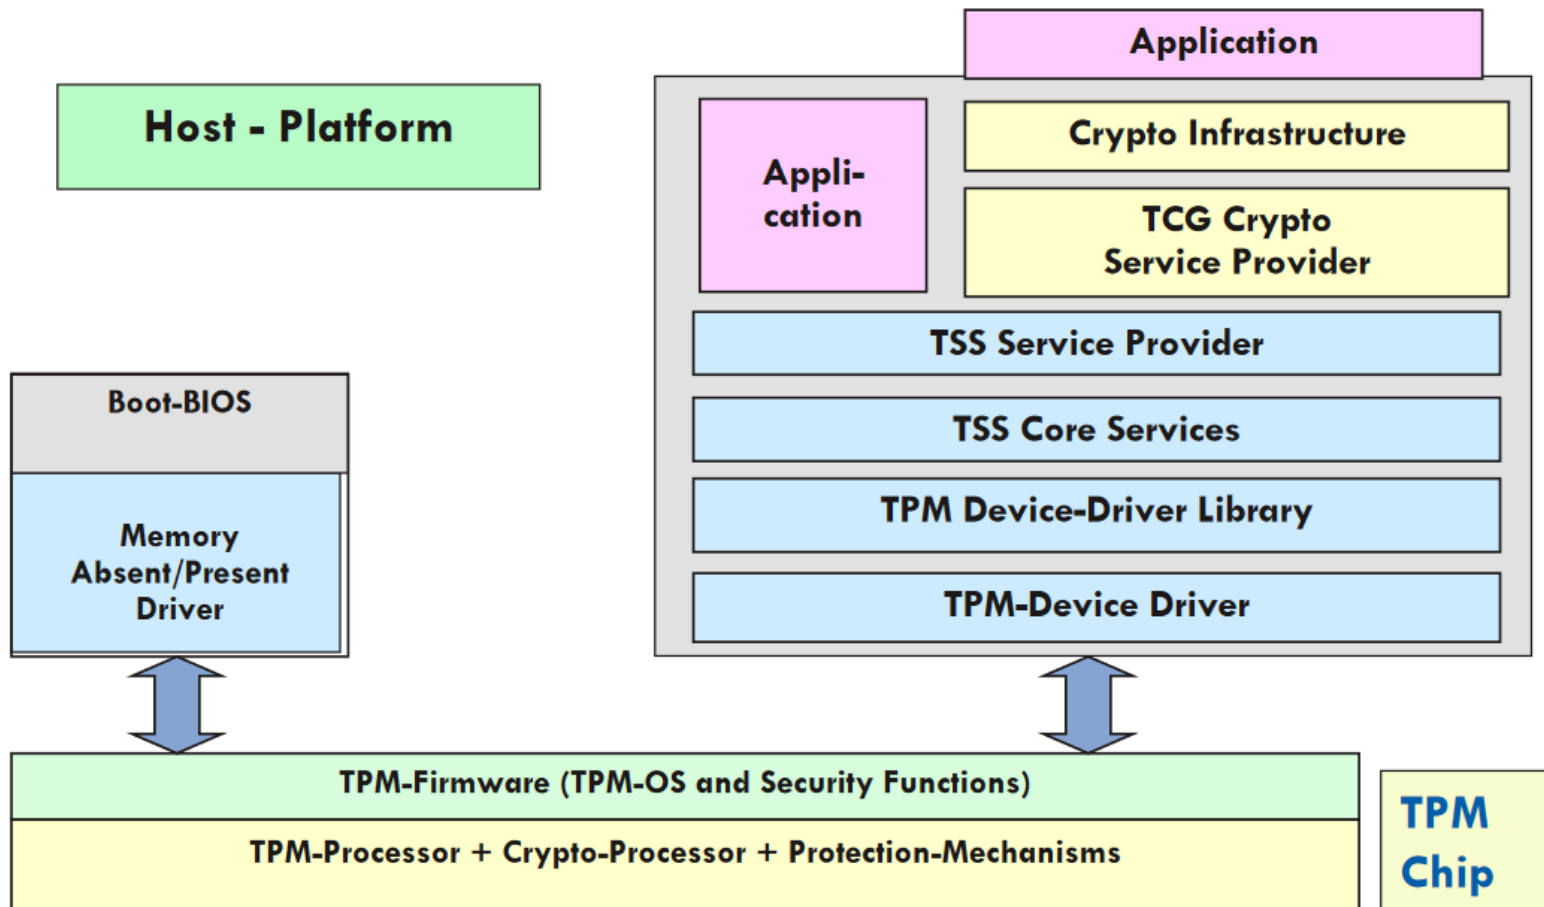 Application
Host - Platform
Appli-
cation
Crypto Infrastructure
TCG Crypto
Service Provider
TSS Service Provider
TSS Core Services
TPM Device-Driver Library
TPM-Device Driver
Boot-BIOS
Memory
Absent/Present
Driver
TPM-Firmware (TPM-OS and Security Functions)
TPM-Processor + Crypto-Processor + Protection-Mechanisms
TPM
Chip